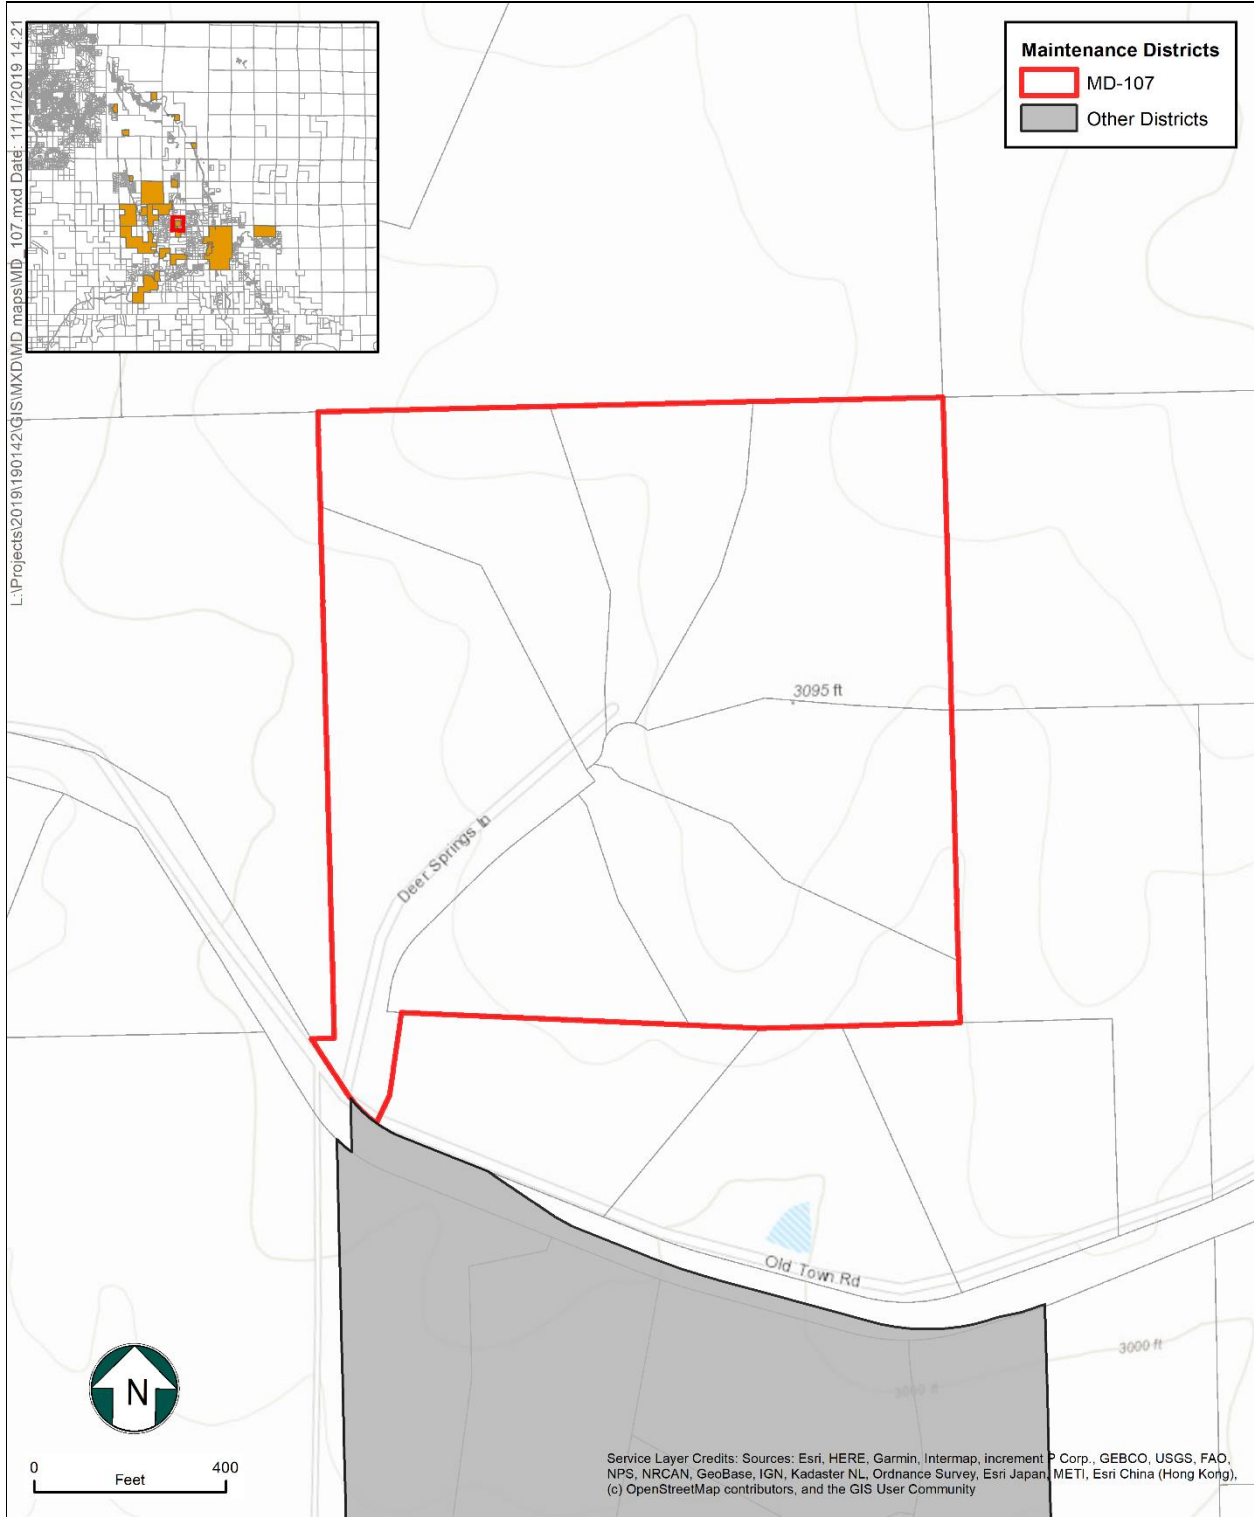 L:\Projects\2019\190142\GIS\MXD\MD maps\MD_107.mxd Date: 11/11/2019 14:21
Maintenance Districts
MD-107
Other Districts
3095 ft
Deer Springs Ln
Old Town Rd
3000 ft
3000 ft
N
0 400
Feet
Service Layer Credits: Sources: Esri, HERE, Garmin, Intermap, increment P Corp., GEBCO, USGS, FAO,
NPS, NRCAN, GeoBase, IGN, Kadaster NL, Ordnance Survey, Esri Japan, METI, Esri China (Hong Kong),
(c) OpenStreetMap contributors, and the GIS User Community